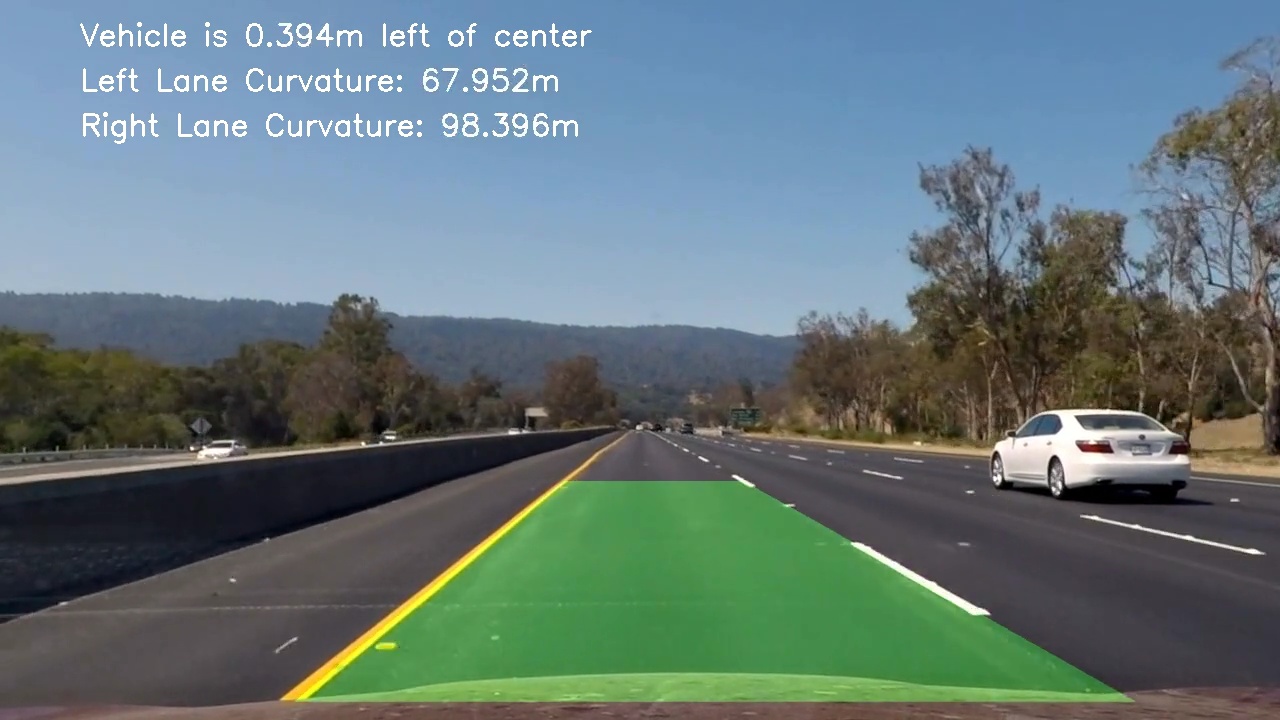 Vehicle is 0.394m left of center
Left Lane Curvature: 67.952m
Right Lane Curvature: 98.396m